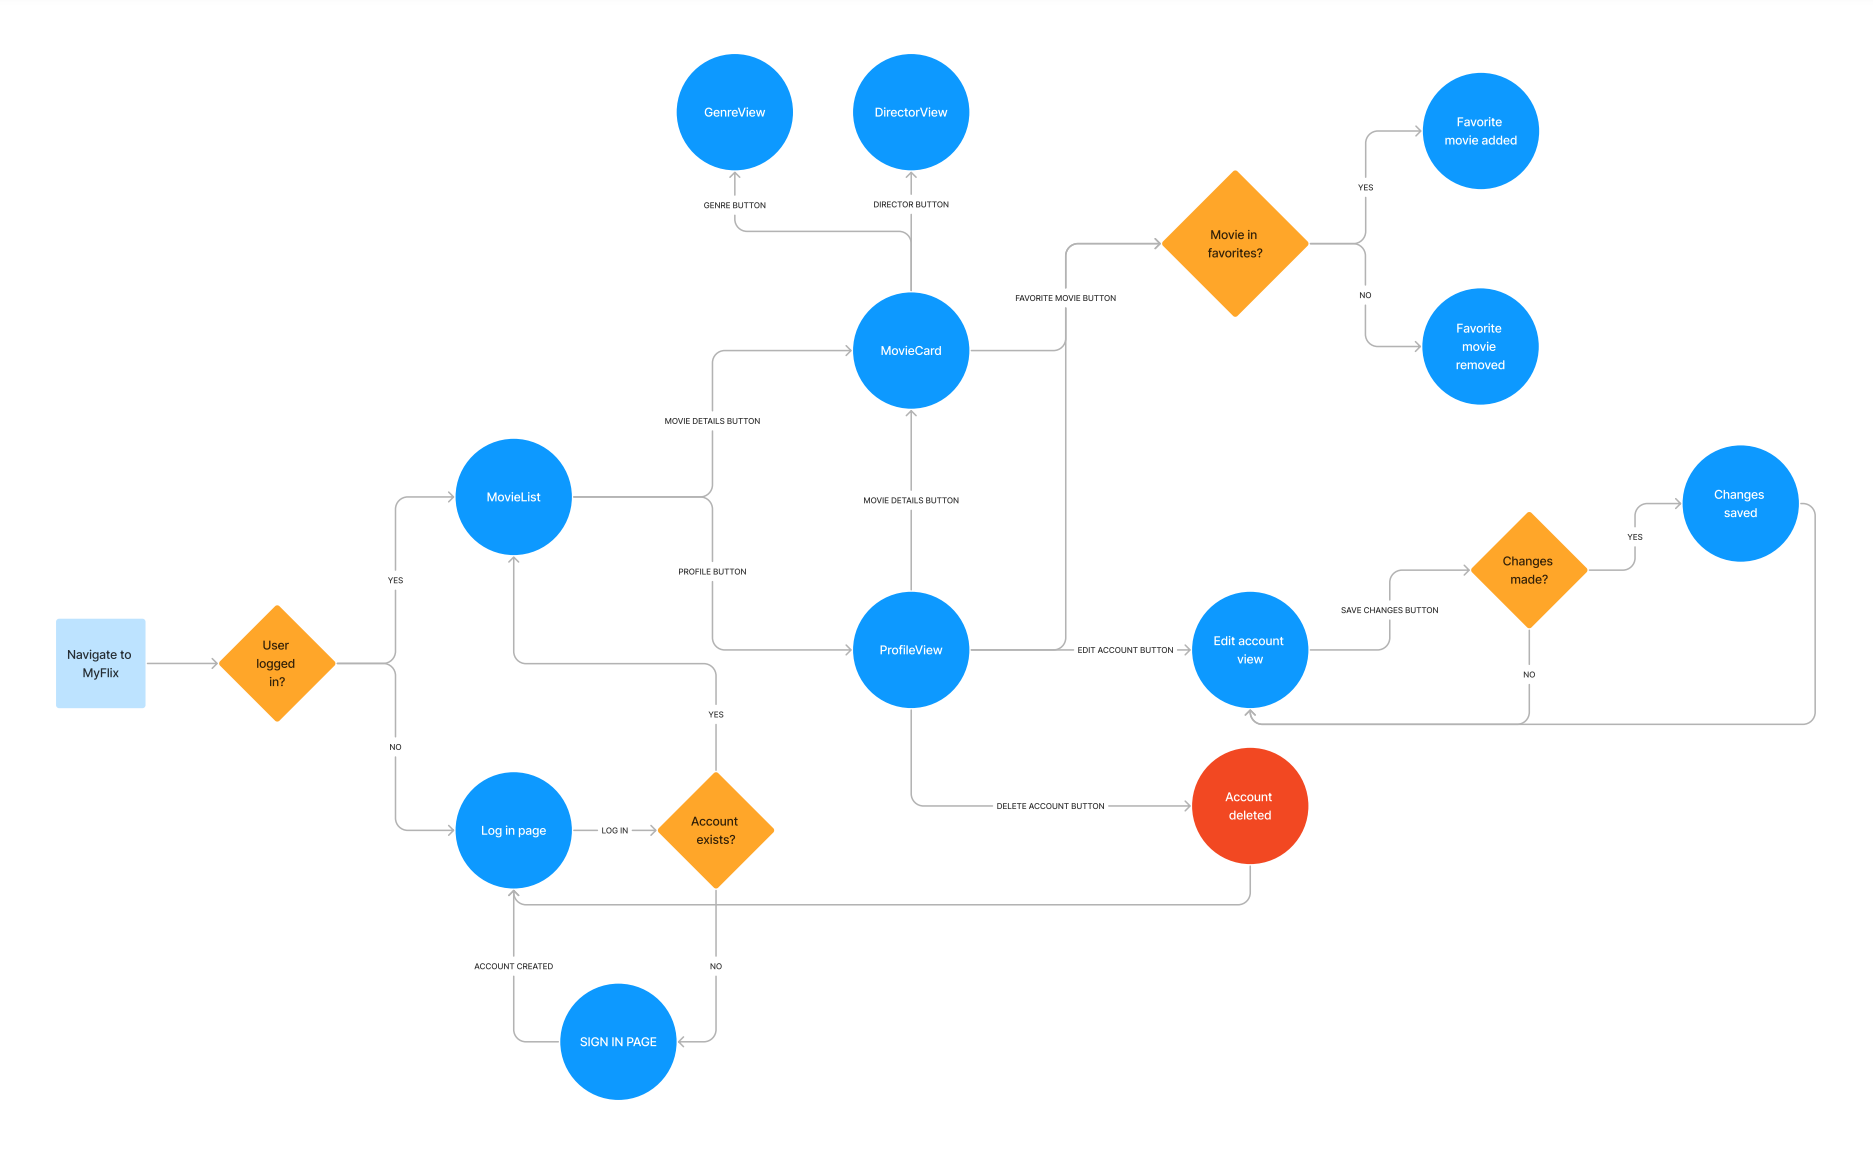 GenreView
DirectorView
Favorite
movie added
YES
GENRE BUTTON
DIRECTOR BUTTON
Movie in
favorites?
NO
FAVORITE MOVIE BUTTON
Favorite
movie
removed
MovieCard
MOVIE DETAILS BUTTON
MovieList
MOVIE DETAILS BUTTON
Changes
saved
YES
Changes
made?
PROFILE BUTTON
YES
SAVE CHANGES BUTTON
Navigate to
MyFlix
User
logged
in?
ProfileView
EDIT ACCOUNT BUTTON
Edit account
view
NO
YES
NO
Account
deleted
DELETE ACCOUNT BUTTON
Log in page
LOG IN
Account
exists?
ACCOUNT CREATED
NO
SIGN IN PAGE